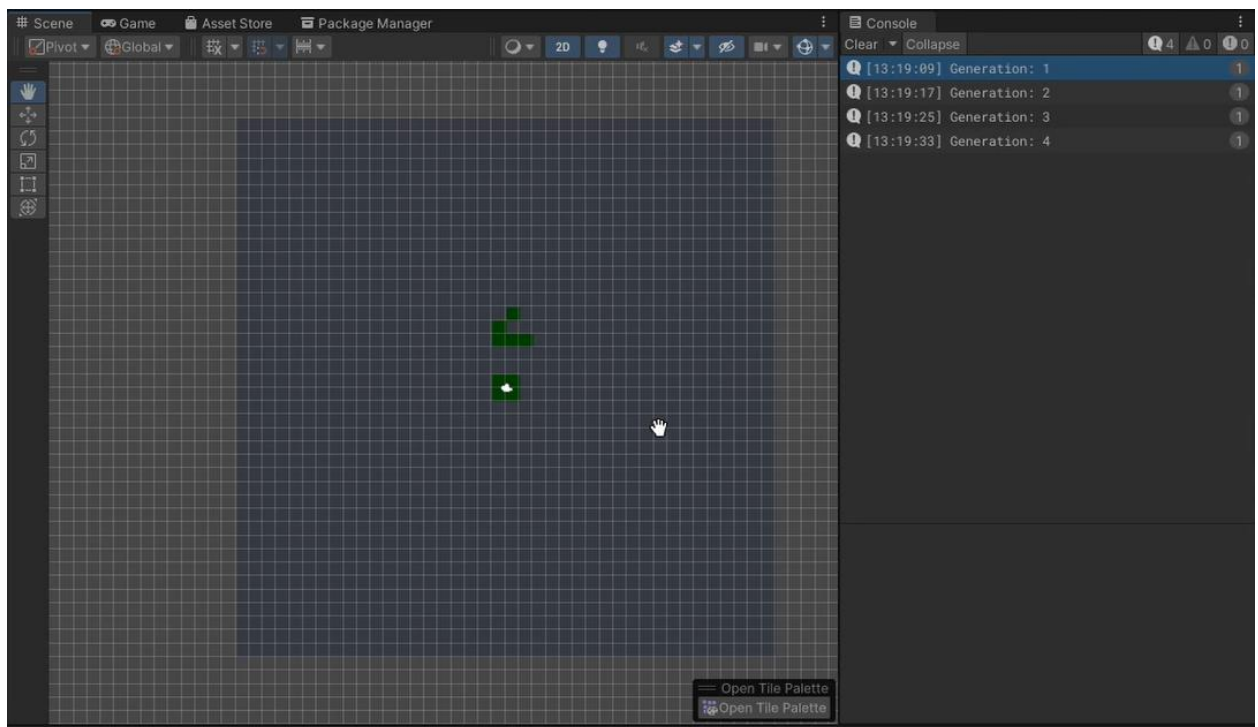 Scene Game Asset Store Package Manager
Pivot Global 2D
Console
Clear Collapse 4 0 0
[13:19:09] Generation: 1 1
[13:19:17] Generation: 2 1
[13:19:25] Generation: 3 1
[13:19:33] Generation: 4 1
Open Tile Palette
Open Tile Palette